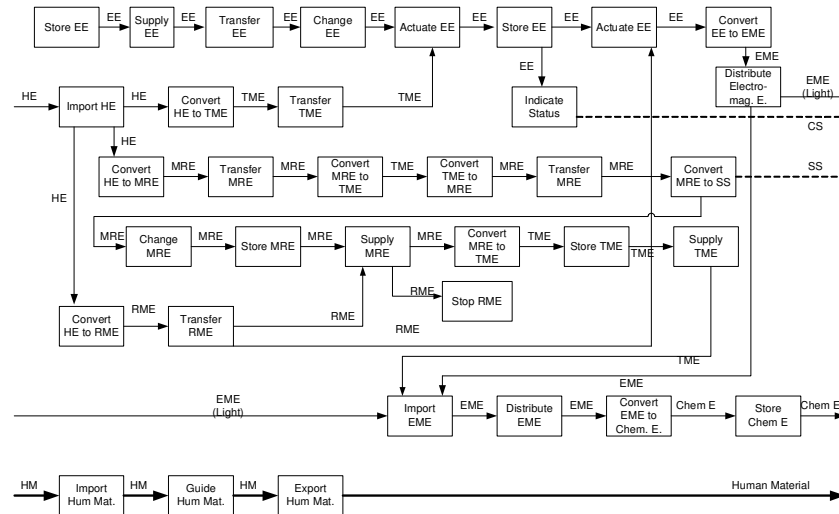 EE EE EE EE EE EE EE
Store EE
Supply
EE
Transfer
EE
Change
EE
Actuate EE
Store EE
Actuate EE
Convert
EE to EME
EME
EE
Distribute
Electro-
mag. E.
EME
(Light)
HE
Import HE
HE
Convert
HE to TME
TME
Transfer
TME
TME
Indicate
Status
CS
HE
Convert
HE to MRE
MRE
Transfer
MRE
MRE
Convert
MRE to
TME
TME
Convert
TME to
MRE
MRE
Transfer
MRE
MRE
Convert
MRE to SS
SS
HE
MRE
Change
MRE
MRE
Store MRE
MRE
Supply
MRE
MRE
Convert
MRE to
TME
TME
Store TME
TME
Supply
TME
RME
Stop RME
Convert
HE to RME
RME
Transfer
RME
RME
RME
TME
EME
EME
(Light)
Import
EME
EME
Distribute
EME
EME
Convert
EME to
Chem. E.
Chem E
Store
Chem E
Chem E
HM
Import
Hum Mat.
HM
Guide
Hum Mat.
HM
Export
Hum Mat.
Human Material